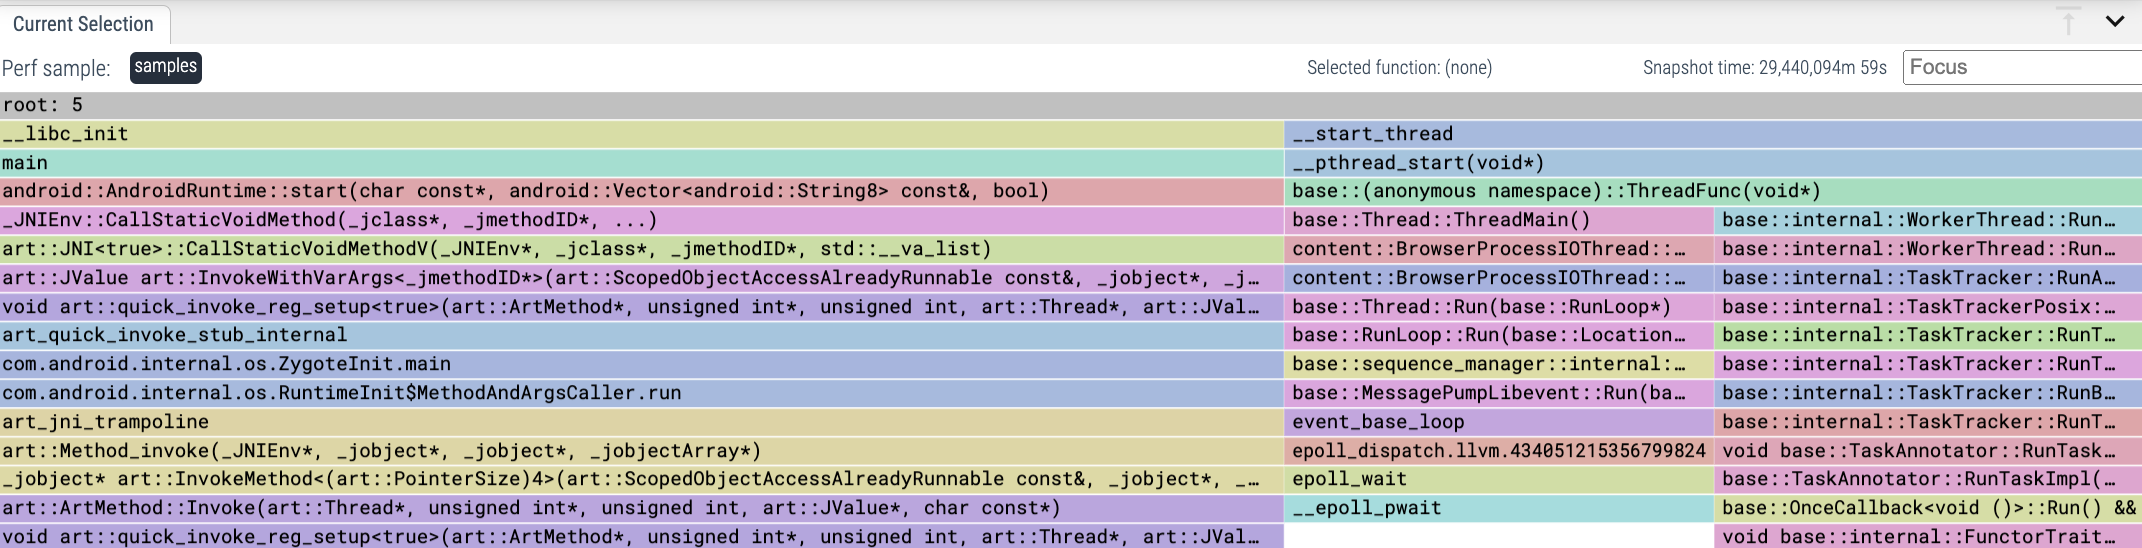 Current Selection
Perf sample: samples Selected function: (none) Snapshot time: 29,440,094m 59s Focus
root: 5
__libc_init __start_thread
main __pthread_start(void*)
android::AndroidRuntime::start(char const*, android::Vector<android::String8> const&, bool) base::(anonymous namespace)::ThreadFunc(void*)
_JNIEnv::CallStaticVoidMethod(_jclass*, _jmethodID*, ...) base::Thread::ThreadMain() base::internal::WorkerThread::Run…
art::JNI<true>::CallStaticVoidMethodV(_JNIEnv*, _jclass*, _jmethodID*, std::__va_list) content::BrowserProcessIOThread::… base::internal::WorkerThread::Run…
art::JValue art::InvokeWithVarArgs<_jmethodID*>(art::ScopedObjectAccessAlreadyRunnable const&, _jobject*, _j… content::BrowserProcessIOThread::… base::internal::TaskTracker::RunA…
void art::quick_invoke_reg_setup<true>(art::ArtMethod*, unsigned int*, unsigned int, art::Thread*, art::JVal… base::Thread::Run(base::RunLoop*) base::internal::TaskTrackerPosix:…
art_quick_invoke_stub_internal base::RunLoop::Run(base::Location… base::internal::TaskTracker::RunT…
com.android.internal.os.ZygoteInit.main base::sequence_manager::internal:… base::internal::TaskTracker::RunT…
com.android.internal.os.RuntimeInit$MethodAndArgsCaller.run base::MessagePumpLibevent::Run(ba… base::internal::TaskTracker::RunB…
art_jni_trampoline event_base_loop base::internal::TaskTracker::RunT…
art::Method_invoke(_JNIEnv*, _jobject*, _jobject*, _jobjectArray*) epoll_dispatch.llvm.434051215356799824 void base::TaskAnnotator::RunTask…
_jobject* art::InvokeMethod<(art::PointerSize)4>(art::ScopedObjectAccessAlreadyRunnable const&, _jobject*, _… epoll_wait base::TaskAnnotator::RunTaskImpl(…
art::ArtMethod::Invoke(art::Thread*, unsigned int*, unsigned int, art::JValue*, char const*) __epoll_pwait base::OnceCallback<void ()>::Run() &&
void art::quick_invoke_reg_setup<true>(art::ArtMethod*, unsigned int*, unsigned int, art::Thread*, art::JVal… void base::internal::FunctorTrait…